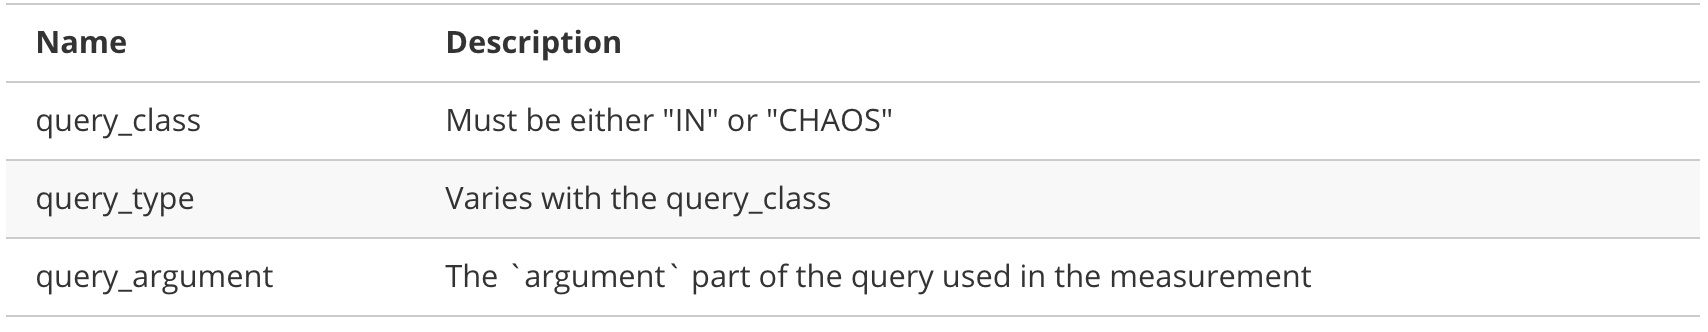 Name Description
query_class Must be either "IN" or "CHAOS"
query_type Varies with the query_class
query_argument The `argument` part of the query used in the measurement